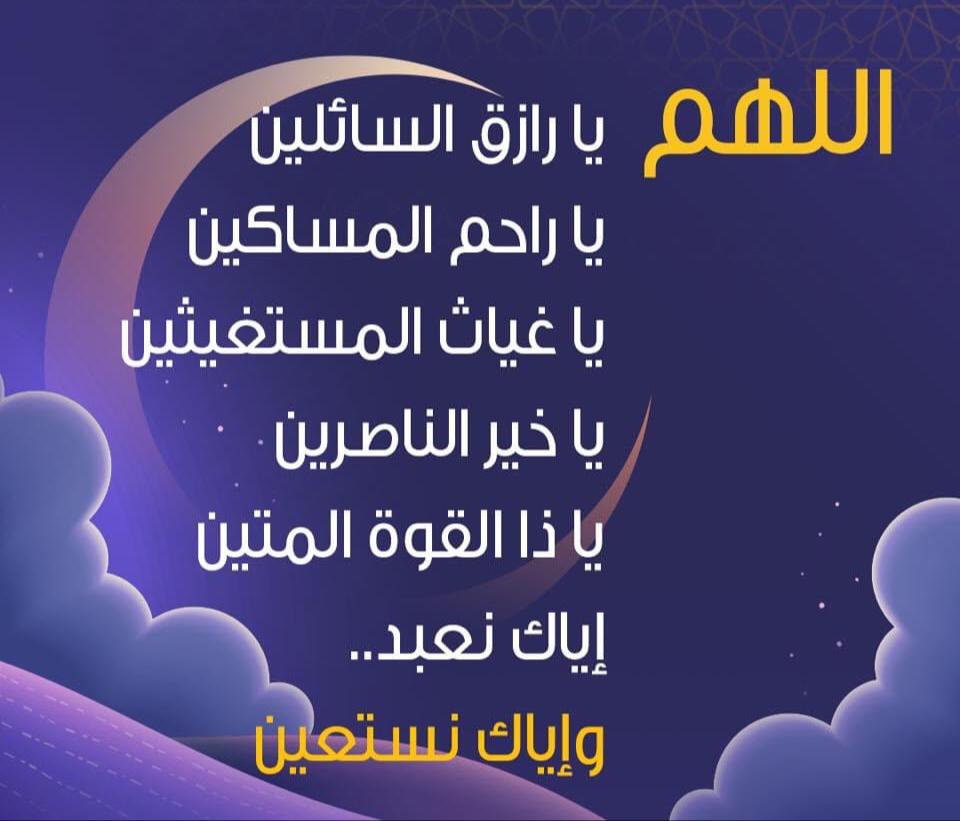 اللهم
يا رازق السائلين
يا راحم المساكين
يا غياث المستغيثين
يا خير الناصرين
يا ذا القوة المتين
إياك نعبد..
وإياك نستعين